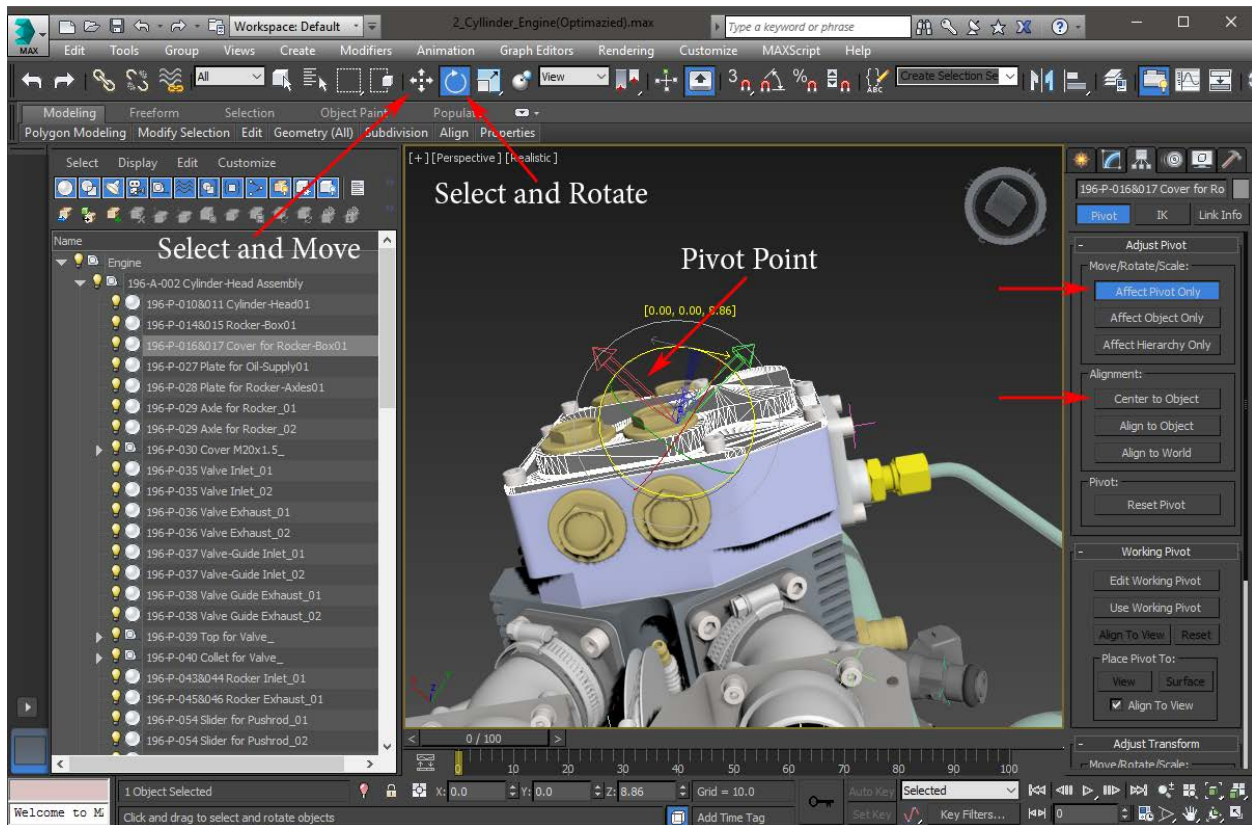 Workspace: Default
2_Cyllinder_Engine(Optimazied).max
Type a keyword or phrase
MAX
Edit Tools Group Views Create Modifiers Animation Graph Editors Rendering Customize MAXScript Help
All
View
3
%
ABC
Create Selection Se
Modeling Freeform Selection Object Paint Populate
Polygon Modeling Modify Selection Edit Geometry (All) Subdivision Align Properties
Select Display Edit Customize
[+][Perspective][Realistic]
Select and Rotate
Select and Move
Pivot Point
[0.00, 0.00, 8.86]
Name
Engine
196-A-002 Cylinder-Head Assembly
196-P-010&011 Cylinder-Head01
196-P-014&015 Rocker-Box01
196-P-016&017 Cover for Rocker-Box01
196-P-027 Plate for Oil-Supply01
196-P-028 Plate for Rocker-Axles01
196-P-029 Axle for Rocker_01
196-P-029 Axle for Rocker_02
196-P-030 Cover M20x1.5_
196-P-035 Valve Inlet_01
196-P-035 Valve Inlet_02
196-P-036 Valve Exhaust_01
196-P-036 Valve Exhaust_02
196-P-037 Valve-Guide Inlet_01
196-P-037 Valve-Guide Inlet_02
196-P-038 Valve Guide Exhaust_01
196-P-038 Valve Guide Exhaust_02
196-P-039 Top for Valve_
196-P-040 Collet for Valve_
196-P-043&044 Rocker Inlet_01
196-P-045&046 Rocker Exhaust_01
196-P-054 Slider for Pushrod_01
196-P-054 Slider for Pushrod_02
196-P-016&017 Cover for Ro
Pivot IK Link Info
- Adjust Pivot
Move/Rotate/Scale:
Affect Pivot Only
Affect Object Only
Affect Hierarchy Only
Alignment:
Center to Object
Align to Object
Align to World
Pivot:
Reset Pivot
- Working Pivot
Edit Working Pivot
Use Working Pivot
Align To View Reset
Place Pivot To:
View Surface
Align To View
- Adjust Transform
Move/Rotate/Scale:
z
< 0 / 100 >
0 10 20 30 40 50 60 70 80 90 100
1 Object Selected
X: 0.0 Y: 0.0 Z: 8.86 Grid = 10.0
Auto Key Selected
Welcome to M
Click and drag to select and rotate objects
Add Time Tag
Set Key Key Filters... 0